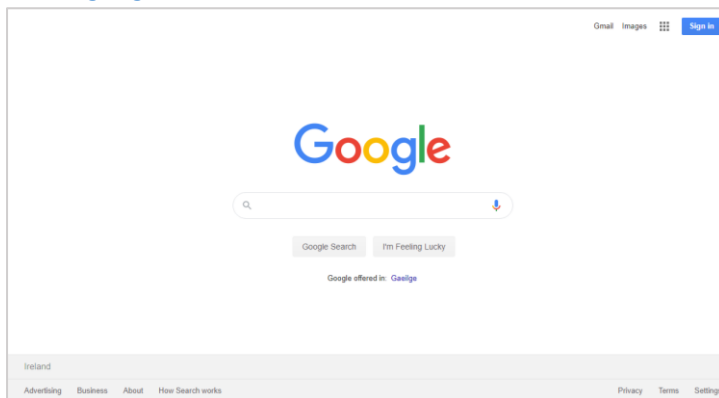 Gmail Images Sign in
Google
Google Search I'm Feeling Lucky
Google offered in: Gaeilge
Ireland
Advertising Business About How Search works Privacy Terms Settings